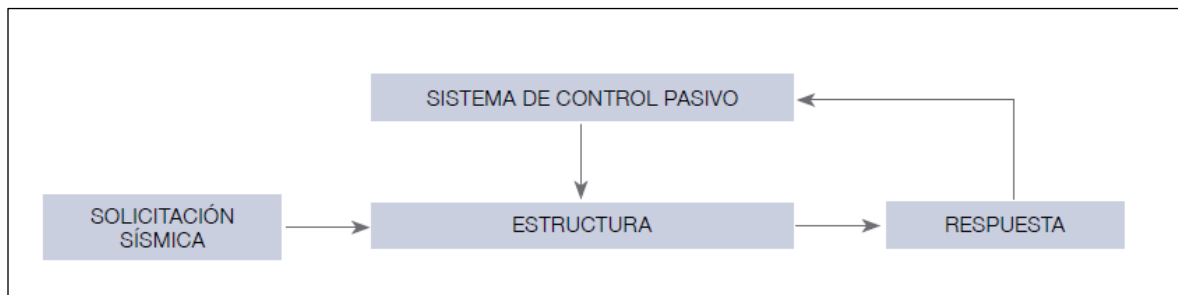 SISTEMA DE CONTROL PASIVO
SOLICITACIÓN
SÍSMICA
ESTRUCTURA
RESPUESTA